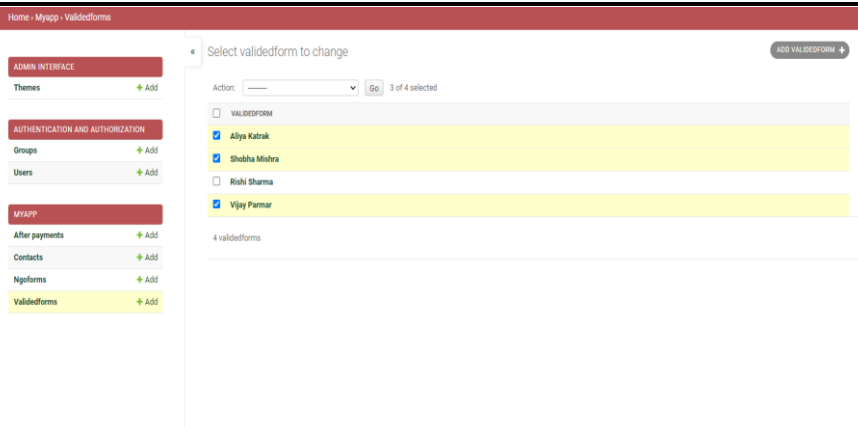 Home › Myapp › Validedforms
ADMIN INTERFACE
Themes + Add
AUTHENTICATION AND AUTHORIZATION
Groups + Add
Users + Add
MYAPP
After payments + Add
Contacts + Add
Ngoforms + Add
Validedforms + Add
«
Select validedform to change
ADD VALIDEDFORM +
Action: -------- Go 3 of 4 selected
VALIDEDFORM
Aliya Katrak
Shobha Mishra
Rishi Sharma
Vijay Parmar
4 validedforms